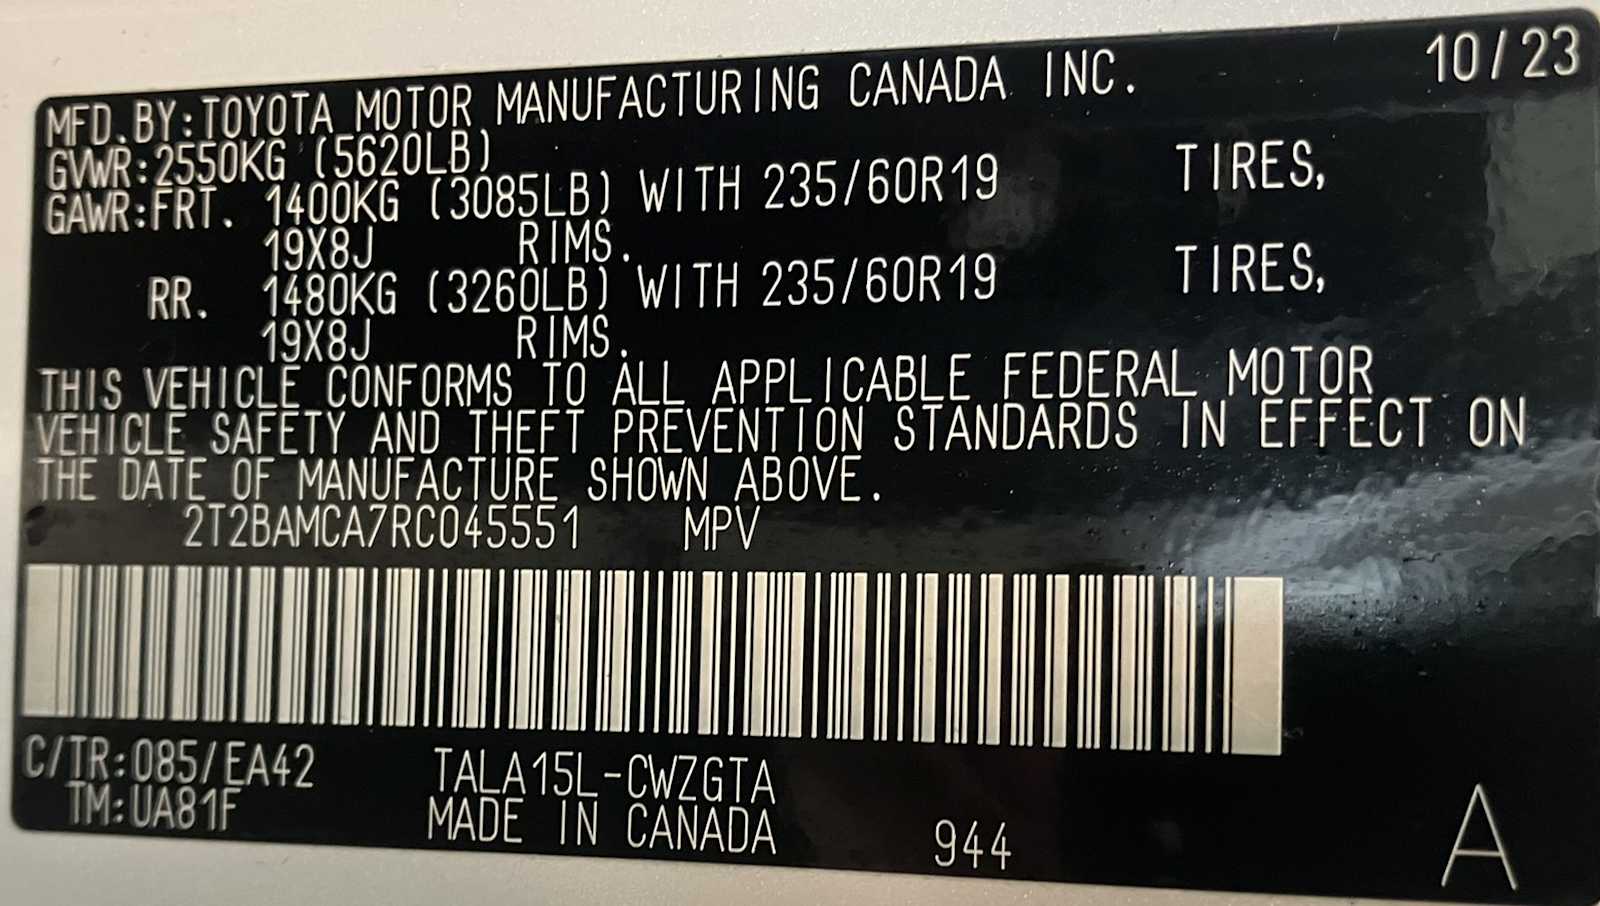 10/23
MFD.BY:TOYOTA MOTOR MANUFACTURING CANADA INC.
GVWR:2550KG (5620LB)
GAWR:FRT. 1400KG (3085LB) WITH 235/60R19 TIRES,
19X8J RIMS.
RR. 1480KG (3260LB) WITH 235/60R19 TIRES,
19X8J RIMS.
THIS VEHICLE CONFORMS TO ALL APPLICABLE FEDERAL MOTOR
VEHICLE SAFETY AND THEFT PREVENTION STANDARDS IN EFFECT ON
THE DATE OF MANUFACTURE SHOWN ABOVE.
2T2BAMCA7RC045551 MPV
C/TR:085/EA42 TALA15L-CWZGTA
TM:UA81F MADE IN CANADA 944 A